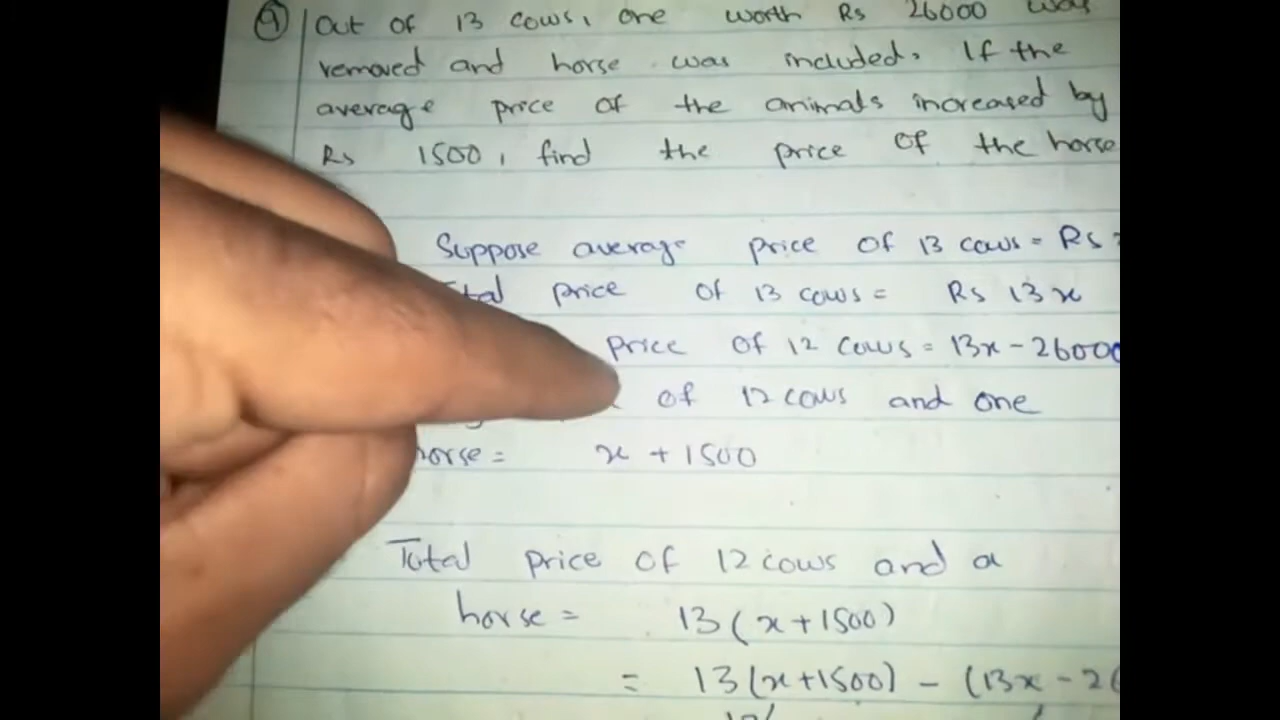 9 Out of 13 cows, one worth Rs 26000 was
removed and horse was included. If the
average price of the animals increased by
Rs 1500, find the price of the horse
Suppose average price of 13 cows = Rs
price of 13 cows = Rs 13x
price of 12 cows = 13x - 26000
of 12 cows and one
horse = x + 1500
Total price of 12 cows and a
horse = 13(x+1500)
= 13(x+1500) - (13x - 26